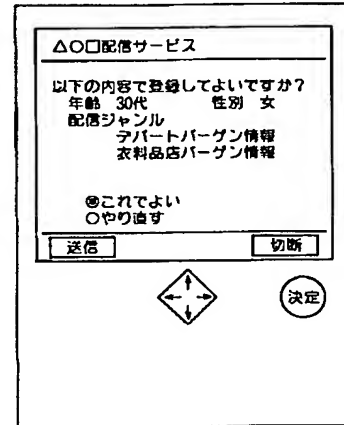 △○□配信サービス
以下の内容で登録してよいですか?
年齢 30代 性別 女
配信ジャンル
デパートバーゲン情報
衣料品店バーゲン情報
◉これでよい
○やり直す
送信 切断
決定